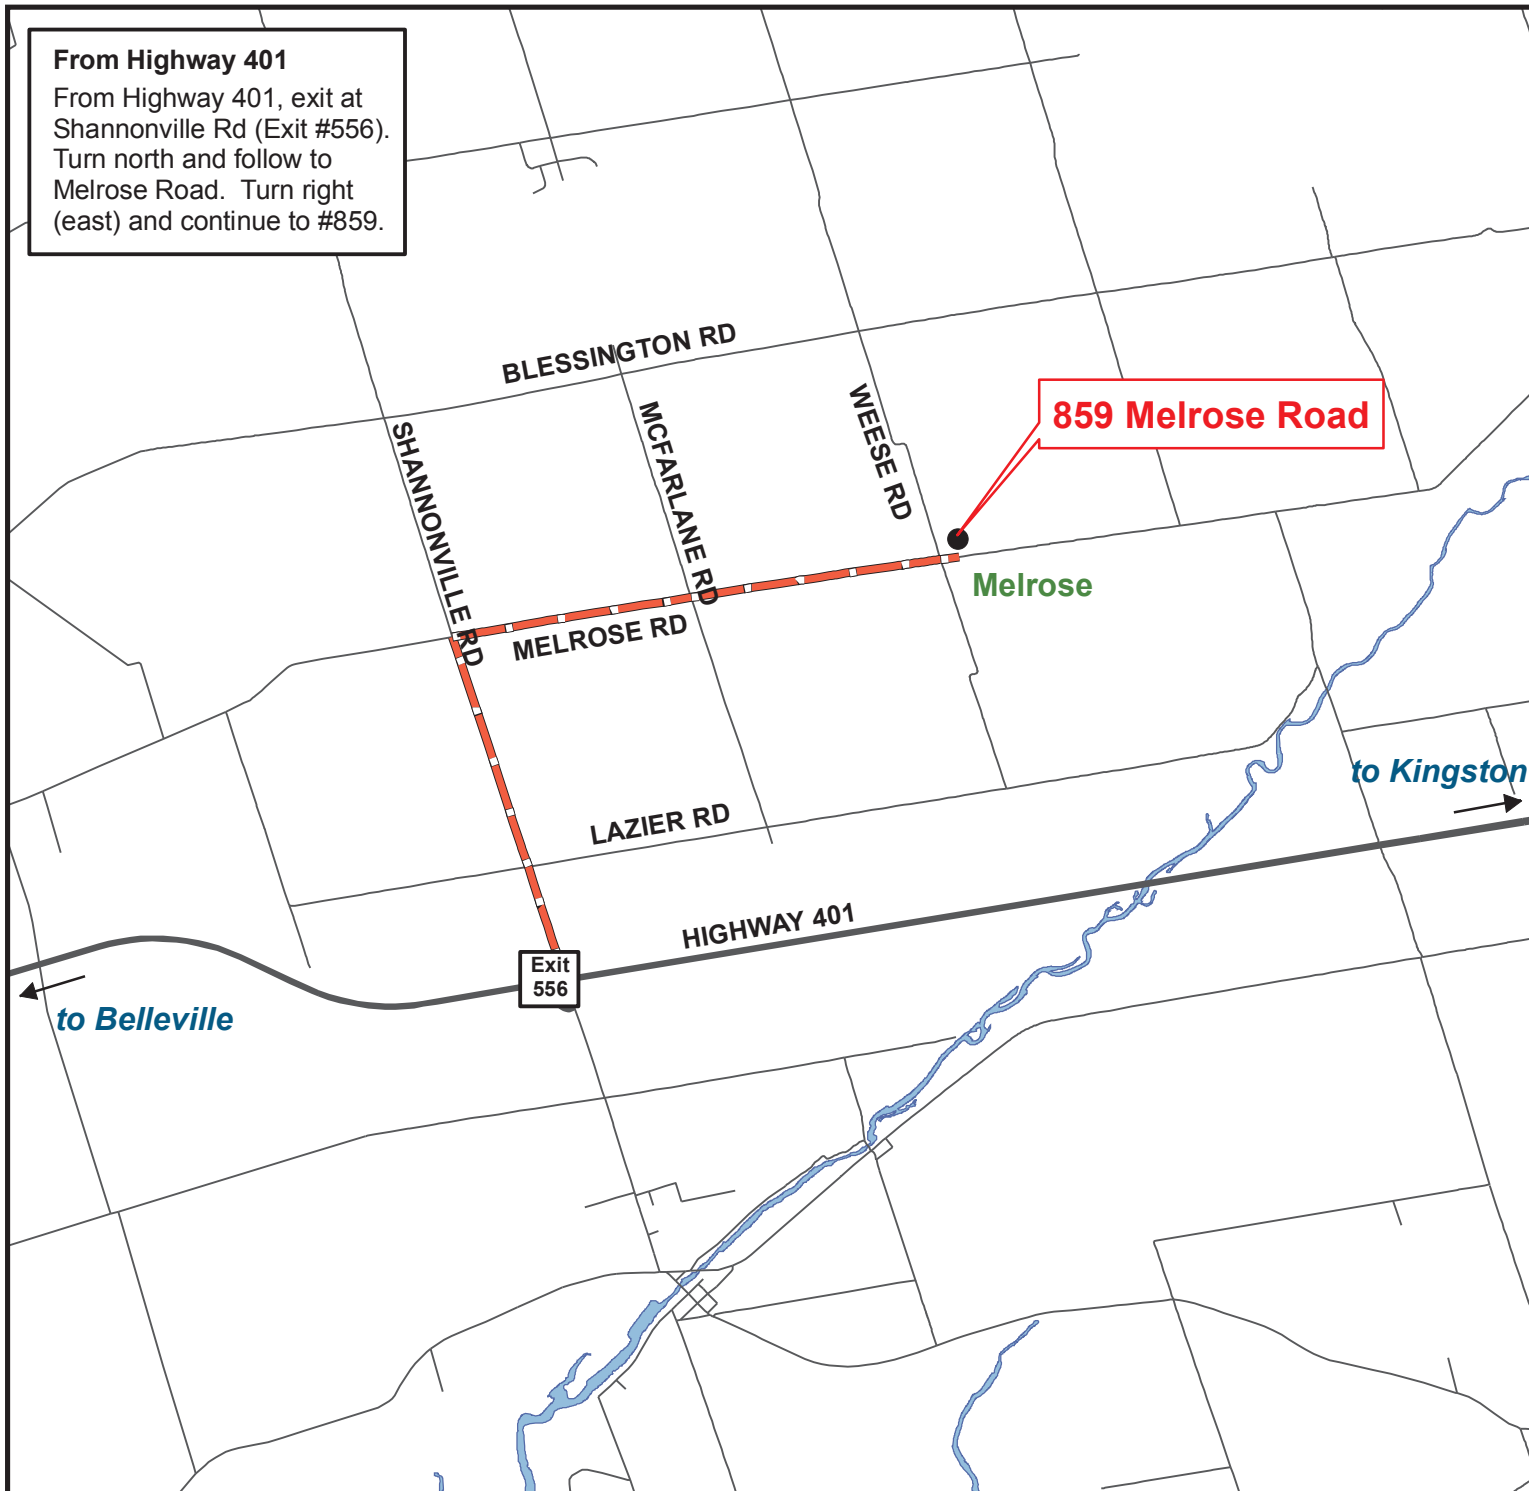 From Highway 401
From Highway 401, exit at
Shannonville Rd (Exit #556).
Turn north and follow to
Melrose Road.  Turn right
(east) and continue to #859.
BLESSINGTON RD
SHANNONVILLE RD
MCFARLANE RD
WEESE RD
859 Melrose Road
Melrose
MELROSE RD
to Kingston
LAZIER RD
HIGHWAY 401
Exit
556
to Belleville